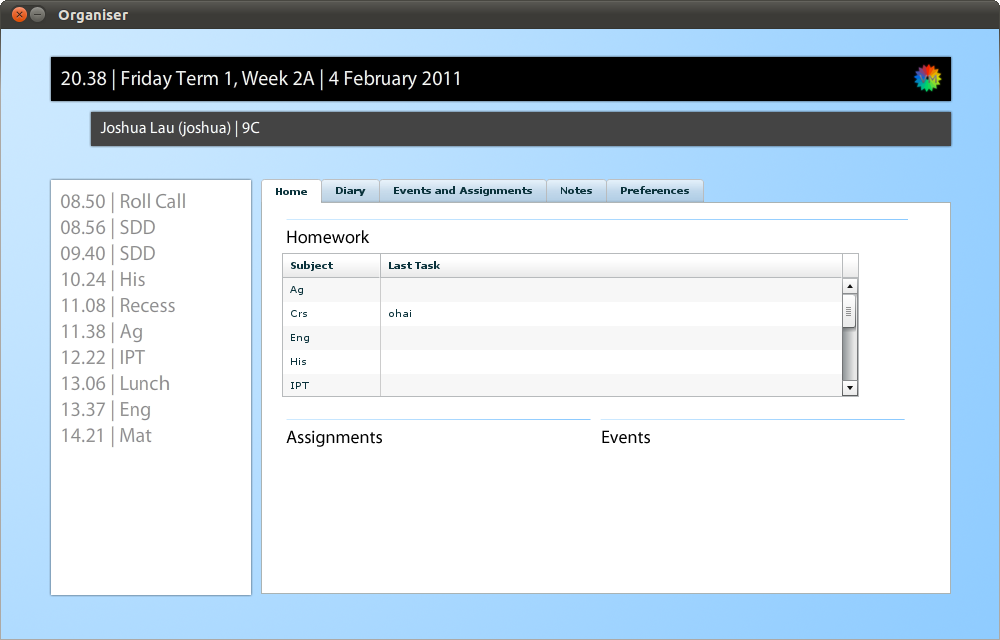 Organiser
20.38 | Friday Term 1, Week 2A | 4 February 2011
Joshua Lau (joshua) | 9C
08.50 | Roll Call
08.56 | SDD
09.40 | SDD
10.24 | His
11.08 | Recess
11.38 | Ag
12.22 | IPT
13.06 | Lunch
13.37 | Eng
14.21 | Mat
Home Diary Events and Assignments Notes Preferences
Homework
Subject Last Task
Ag
Crs ohai
Eng
His
IPT
Assignments Events